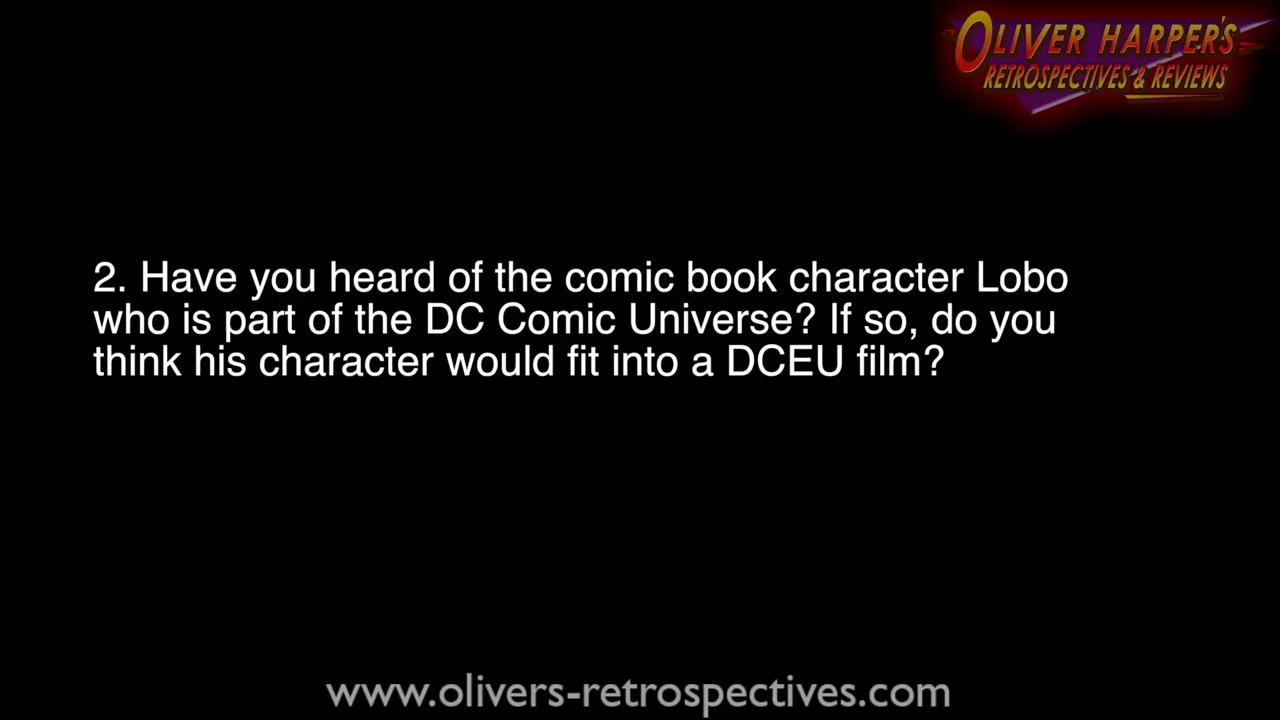 OLIVER HARPER'S
RETROSPECTIVES & REVIEWS
2. Have you heard of the comic book character Lobo
who is part of the DC Comic Universe? If so, do you
think his character would fit into a DCEU film?
www.olivers-retrospectives.com